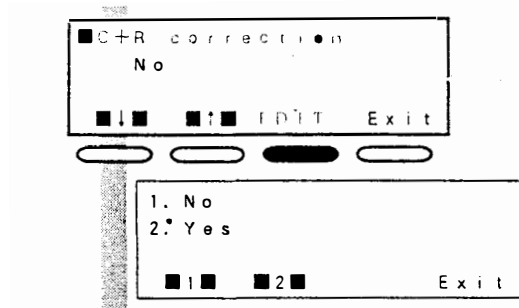 ■C+R correction
No
■↓■ ■↑■ EDIT Exit
1. No
2. Yes
■1■ ■2■ Exit